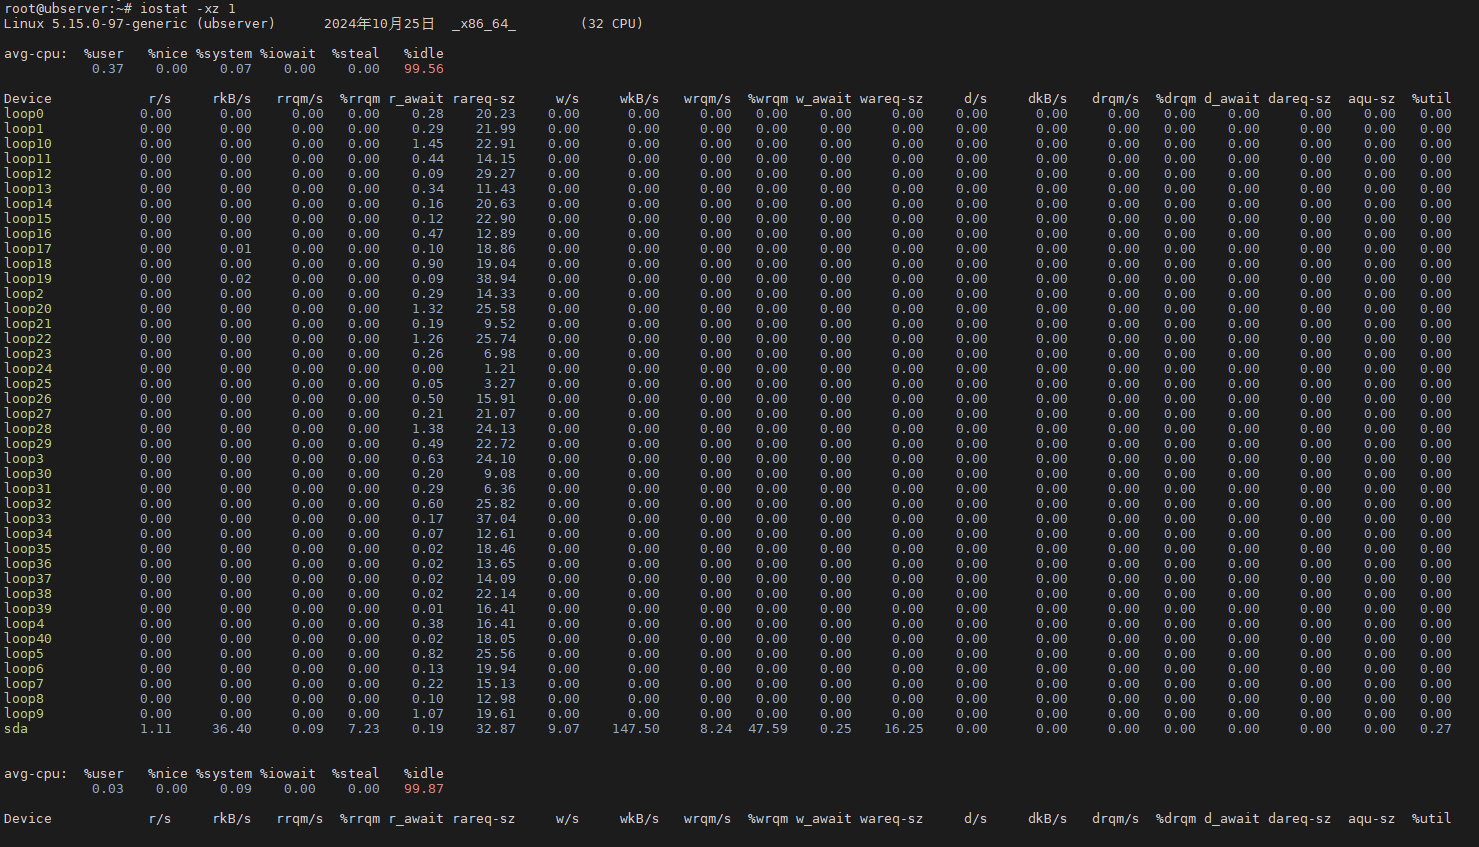 root@ubserver:~# iostat -xz 1
Linux 5.15.0-97-generic (ubserver) 2024年10月25日 _x86_64_ (32 CPU)
avg-cpu: %user %nice %system %iowait %steal %idle
0.37 0.00 0.07 0.00 0.00 99.56
Device r/s rkB/s rrqm/s %rrqm r_await rareq-sz w/s wkB/s wrqm/s %wrqm w_await wareq-sz d/s dkB/s drqm/s %drqm d_await dareq-sz aqu-sz %util
loop0 0.00 0.00 0.00 0.00 0.28 20.23 0.00 0.00 0.00 0.00 0.00 0.00 0.00 0.00 0.00 0.00 0.00 0.00 0.00 0.00
loop1 0.00 0.00 0.00 0.00 0.29 21.99 0.00 0.00 0.00 0.00 0.00 0.00 0.00 0.00 0.00 0.00 0.00 0.00 0.00 0.00
loop10 0.00 0.00 0.00 0.00 1.45 22.91 0.00 0.00 0.00 0.00 0.00 0.00 0.00 0.00 0.00 0.00 0.00 0.00 0.00 0.00
loop11 0.00 0.00 0.00 0.00 0.44 14.15 0.00 0.00 0.00 0.00 0.00 0.00 0.00 0.00 0.00 0.00 0.00 0.00 0.00 0.00
loop12 0.00 0.00 0.00 0.00 0.09 29.27 0.00 0.00 0.00 0.00 0.00 0.00 0.00 0.00 0.00 0.00 0.00 0.00 0.00 0.00
loop13 0.00 0.00 0.00 0.00 0.34 11.43 0.00 0.00 0.00 0.00 0.00 0.00 0.00 0.00 0.00 0.00 0.00 0.00 0.00 0.00
loop14 0.00 0.00 0.00 0.00 0.16 20.63 0.00 0.00 0.00 0.00 0.00 0.00 0.00 0.00 0.00 0.00 0.00 0.00 0.00 0.00
loop15 0.00 0.00 0.00 0.00 0.12 22.90 0.00 0.00 0.00 0.00 0.00 0.00 0.00 0.00 0.00 0.00 0.00 0.00 0.00 0.00
loop16 0.00 0.00 0.00 0.00 0.47 12.89 0.00 0.00 0.00 0.00 0.00 0.00 0.00 0.00 0.00 0.00 0.00 0.00 0.00 0.00
loop17 0.00 0.01 0.00 0.00 0.10 18.86 0.00 0.00 0.00 0.00 0.00 0.00 0.00 0.00 0.00 0.00 0.00 0.00 0.00 0.00
loop18 0.00 0.00 0.00 0.00 0.90 19.04 0.00 0.00 0.00 0.00 0.00 0.00 0.00 0.00 0.00 0.00 0.00 0.00 0.00 0.00
loop19 0.00 0.02 0.00 0.00 0.09 38.94 0.00 0.00 0.00 0.00 0.00 0.00 0.00 0.00 0.00 0.00 0.00 0.00 0.00 0.00
loop2 0.00 0.00 0.00 0.00 0.29 14.33 0.00 0.00 0.00 0.00 0.00 0.00 0.00 0.00 0.00 0.00 0.00 0.00 0.00 0.00
loop20 0.00 0.00 0.00 0.00 1.32 25.58 0.00 0.00 0.00 0.00 0.00 0.00 0.00 0.00 0.00 0.00 0.00 0.00 0.00 0.00
loop21 0.00 0.00 0.00 0.00 0.19 9.52 0.00 0.00 0.00 0.00 0.00 0.00 0.00 0.00 0.00 0.00 0.00 0.00 0.00 0.00
loop22 0.00 0.00 0.00 0.00 1.26 25.74 0.00 0.00 0.00 0.00 0.00 0.00 0.00 0.00 0.00 0.00 0.00 0.00 0.00 0.00
loop23 0.00 0.00 0.00 0.00 0.26 6.98 0.00 0.00 0.00 0.00 0.00 0.00 0.00 0.00 0.00 0.00 0.00 0.00 0.00 0.00
loop24 0.00 0.00 0.00 0.00 0.00 1.21 0.00 0.00 0.00 0.00 0.00 0.00 0.00 0.00 0.00 0.00 0.00 0.00 0.00 0.00
loop25 0.00 0.00 0.00 0.00 0.05 3.27 0.00 0.00 0.00 0.00 0.00 0.00 0.00 0.00 0.00 0.00 0.00 0.00 0.00 0.00
loop26 0.00 0.00 0.00 0.00 0.50 15.91 0.00 0.00 0.00 0.00 0.00 0.00 0.00 0.00 0.00 0.00 0.00 0.00 0.00 0.00
loop27 0.00 0.00 0.00 0.00 0.21 21.07 0.00 0.00 0.00 0.00 0.00 0.00 0.00 0.00 0.00 0.00 0.00 0.00 0.00 0.00
loop28 0.00 0.00 0.00 0.00 1.38 24.13 0.00 0.00 0.00 0.00 0.00 0.00 0.00 0.00 0.00 0.00 0.00 0.00 0.00 0.00
loop29 0.00 0.00 0.00 0.00 0.49 22.72 0.00 0.00 0.00 0.00 0.00 0.00 0.00 0.00 0.00 0.00 0.00 0.00 0.00 0.00
loop3 0.00 0.00 0.00 0.00 0.63 24.10 0.00 0.00 0.00 0.00 0.00 0.00 0.00 0.00 0.00 0.00 0.00 0.00 0.00 0.00
loop30 0.00 0.00 0.00 0.00 0.20 9.08 0.00 0.00 0.00 0.00 0.00 0.00 0.00 0.00 0.00 0.00 0.00 0.00 0.00 0.00
loop31 0.00 0.00 0.00 0.00 0.29 6.36 0.00 0.00 0.00 0.00 0.00 0.00 0.00 0.00 0.00 0.00 0.00 0.00 0.00 0.00
loop32 0.00 0.00 0.00 0.00 0.60 25.82 0.00 0.00 0.00 0.00 0.00 0.00 0.00 0.00 0.00 0.00 0.00 0.00 0.00 0.00
loop33 0.00 0.00 0.00 0.00 0.17 37.04 0.00 0.00 0.00 0.00 0.00 0.00 0.00 0.00 0.00 0.00 0.00 0.00 0.00 0.00
loop34 0.00 0.00 0.00 0.00 0.07 12.61 0.00 0.00 0.00 0.00 0.00 0.00 0.00 0.00 0.00 0.00 0.00 0.00 0.00 0.00
loop35 0.00 0.00 0.00 0.00 0.02 18.46 0.00 0.00 0.00 0.00 0.00 0.00 0.00 0.00 0.00 0.00 0.00 0.00 0.00 0.00
loop36 0.00 0.00 0.00 0.00 0.02 13.65 0.00 0.00 0.00 0.00 0.00 0.00 0.00 0.00 0.00 0.00 0.00 0.00 0.00 0.00
loop37 0.00 0.00 0.00 0.00 0.02 14.09 0.00 0.00 0.00 0.00 0.00 0.00 0.00 0.00 0.00 0.00 0.00 0.00 0.00 0.00
loop38 0.00 0.00 0.00 0.00 0.02 22.14 0.00 0.00 0.00 0.00 0.00 0.00 0.00 0.00 0.00 0.00 0.00 0.00 0.00 0.00
loop39 0.00 0.00 0.00 0.00 0.01 16.41 0.00 0.00 0.00 0.00 0.00 0.00 0.00 0.00 0.00 0.00 0.00 0.00 0.00 0.00
loop4 0.00 0.00 0.00 0.00 0.38 16.41 0.00 0.00 0.00 0.00 0.00 0.00 0.00 0.00 0.00 0.00 0.00 0.00 0.00 0.00
loop40 0.00 0.00 0.00 0.00 0.02 18.05 0.00 0.00 0.00 0.00 0.00 0.00 0.00 0.00 0.00 0.00 0.00 0.00 0.00 0.00
loop5 0.00 0.00 0.00 0.00 0.82 25.56 0.00 0.00 0.00 0.00 0.00 0.00 0.00 0.00 0.00 0.00 0.00 0.00 0.00 0.00
loop6 0.00 0.00 0.00 0.00 0.13 19.94 0.00 0.00 0.00 0.00 0.00 0.00 0.00 0.00 0.00 0.00 0.00 0.00 0.00 0.00
loop7 0.00 0.00 0.00 0.00 0.22 15.13 0.00 0.00 0.00 0.00 0.00 0.00 0.00 0.00 0.00 0.00 0.00 0.00 0.00 0.00
loop8 0.00 0.00 0.00 0.00 0.10 12.98 0.00 0.00 0.00 0.00 0.00 0.00 0.00 0.00 0.00 0.00 0.00 0.00 0.00 0.00
loop9 0.00 0.00 0.00 0.00 1.07 19.61 0.00 0.00 0.00 0.00 0.00 0.00 0.00 0.00 0.00 0.00 0.00 0.00 0.00 0.00
sda 1.11 36.40 0.09 7.23 0.19 32.87 9.07 147.50 8.24 47.59 0.25 16.25 0.00 0.00 0.00 0.00 0.00 0.00 0.00 0.27
avg-cpu: %user %nice %system %iowait %steal %idle
0.03 0.00 0.09 0.00 0.00 99.87
Device r/s rkB/s rrqm/s %rrqm r_await rareq-sz w/s wkB/s wrqm/s %wrqm w_await wareq-sz d/s dkB/s drqm/s %drqm d_await dareq-sz aqu-sz %util